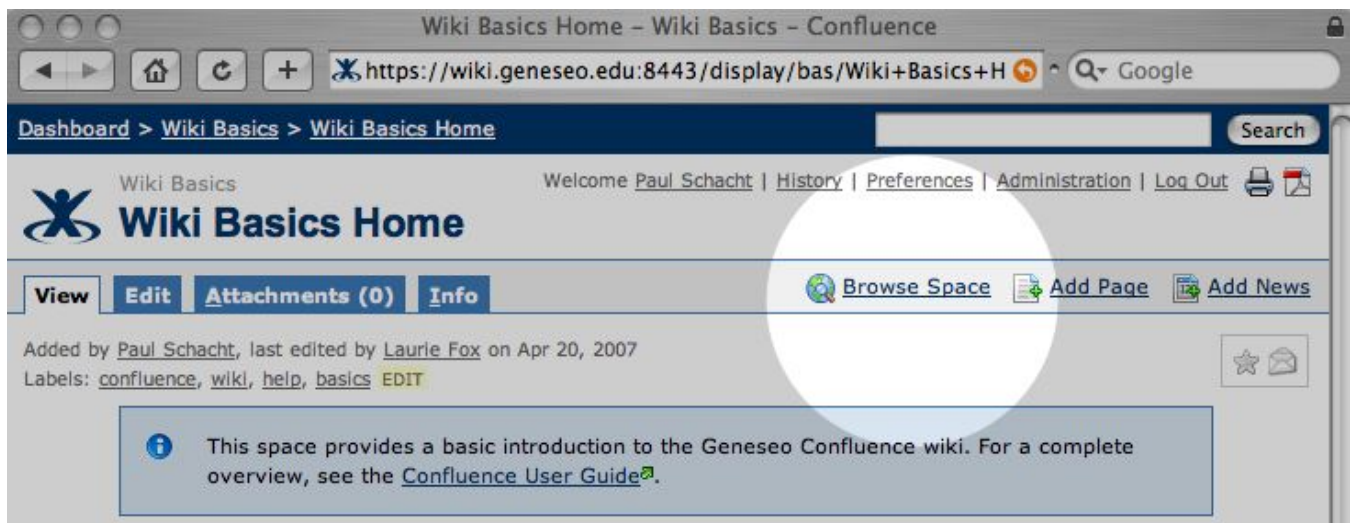 Wiki Basics Home – Wiki Basics – Confluence
https://wiki.geneseo.edu:8443/display/bas/Wiki+Basics+H Google
Dashboard > Wiki Basics > Wiki Basics Home Search
Wiki Basics Welcome Paul Schacht | History | Preferences | Administration | Log Out
Wiki Basics Home
View Edit Attachments (0) Info Browse Space Add Page Add News
Added by Paul Schacht, last edited by Laurie Fox on Apr 20, 2007
Labels: confluence, wiki, help, basics EDIT
This space provides a basic introduction to the Geneseo Confluence wiki. For a complete
overview, see the Confluence User Guide.